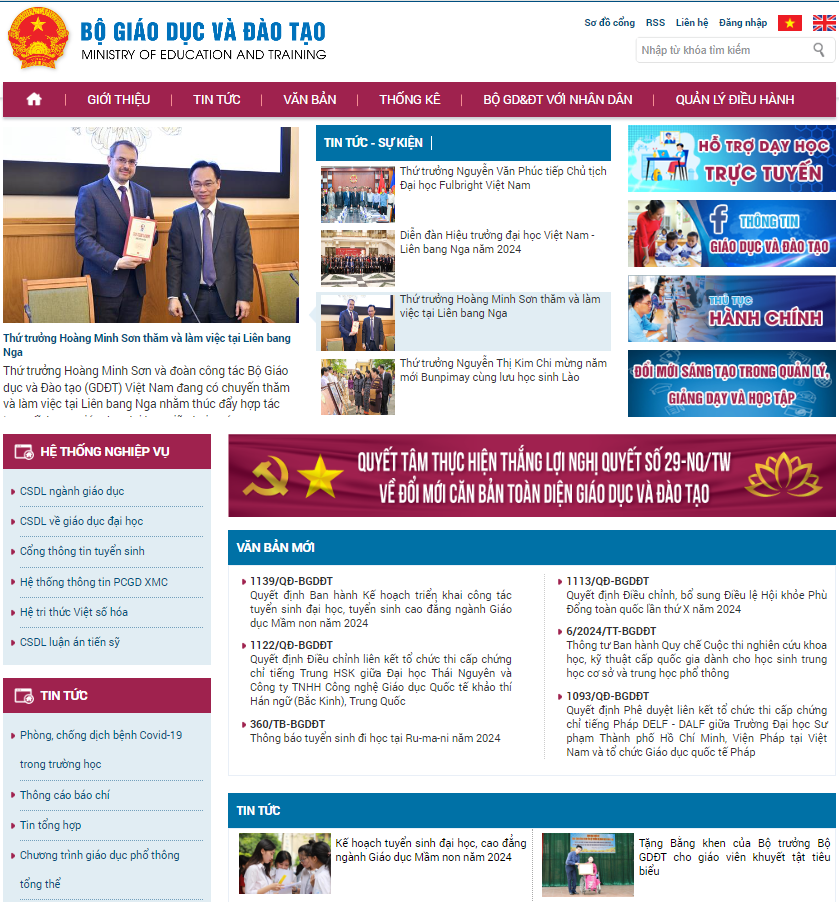 BỘ GIÁO DỤC VÀ ĐÀO TẠO
MINISTRY OF EDUCATION AND TRAINING
Sơ đồ cổng RSS Liên hệ Đăng nhập
Nhập từ khóa tìm kiếm
GIỚI THIỆU TIN TỨC VĂN BẢN THỐNG KÊ BỘ GD&ĐT VỚI NHÂN DÂN QUẢN LÝ ĐIỀU HÀNH
Thứ trưởng Hoàng Minh Sơn thăm và làm việc tại Liên bang
Nga
Thứ trưởng Hoàng Minh Sơn và đoàn công tác Bộ Giáo
dục và Đào tạo (GDĐT) Việt Nam đang có chuyến thăm
và làm việc tại Liên bang Nga nhằm thúc đẩy hợp tác
TIN TỨC - SỰ KIỆN
Thứ trưởng Nguyễn Văn Phúc tiếp Chủ tịch
Đại học Fulbright Việt Nam
Diễn đàn Hiệu trưởng đại học Việt Nam -
Liên bang Nga năm 2024
Thứ trưởng Hoàng Minh Sơn thăm và làm
việc tại Liên bang Nga
Thứ trưởng Nguyễn Thị Kim Chi mừng năm
mới Bunpimay cùng lưu học sinh Lào
HỖ TRỢ DẠY HỌC
TRỰC TUYẾN
THÔNG TIN
GIÁO DỤC VÀ ĐÀO TẠO
THỦ TỤC
HÀNH CHÍNH
ĐỔI MỚI SÁNG TẠO TRONG QUẢN LÝ,
GIẢNG DẠY VÀ HỌC TẬP
HỆ THỐNG NGHIỆP VỤ
CSDL ngành giáo dục
CSDL về giáo dục đại học
Cổng thông tin tuyển sinh
Hệ thống thông tin PCGD XMC
Hệ tri thức Việt số hóa
CSDL luận án tiến sỹ
TIN TỨC
Phòng, chống dịch bệnh Covid-19
trong trường học
Thông cáo báo chí
Tin tổng hợp
Chương trình giáo dục phổ thông
tổng thể
QUYẾT TÂM THỰC HIỆN THẮNG LỢI NGHỊ QUYẾT SỐ 29-NQ/TW
VỀ ĐỔI MỚI CĂN BẢN TOÀN DIỆN GIÁO DỤC VÀ ĐÀO TẠO
VĂN BẢN MỚI
1139/QĐ-BGDĐT
Quyết định Ban hành Kế hoạch triển khai công tác
tuyển sinh đại học, tuyển sinh cao đẳng ngành Giáo
dục Mầm non năm 2024
1122/QĐ-BGDĐT
Quyết định Điều chỉnh liên kết tổ chức thi cấp chứng
chỉ tiếng Trung HSK giữa Đại học Thái Nguyên và
Công ty TNHH Công nghệ Giáo dục Quốc tế khảo thí
Hán ngữ (Bắc Kinh), Trung Quốc
360/TB-BGDĐT
Thông báo tuyển sinh đi học tại Ru-ma-ni năm 2024
1113/QĐ-BGDĐT
Quyết định Điều chỉnh, bổ sung Điều lệ Hội khỏe Phù
Đổng toàn quốc lần thứ X năm 2024
6/2024/TT-BGDĐT
Thông tư Ban hành Quy chế Cuộc thi nghiên cứu khoa
học, kỹ thuật cấp quốc gia dành cho học sinh trung
học cơ sở và trung học phổ thông
1093/QĐ-BGDĐT
Quyết định Phê duyệt liên kết tổ chức thi cấp chứng
chỉ tiếng Pháp DELF - DALF giữa Trường Đại học Sư
phạm Thành phố Hồ Chí Minh, Viện Pháp tại Việt
Nam và tổ chức Giáo dục quốc tế Pháp
TIN TỨC
Kế hoạch tuyển sinh đại học, cao đẳng
ngành Giáo dục Mầm non năm 2024
Tặng Bằng khen của Bộ trưởng Bộ
GDĐT cho giáo viên khuyết tật tiêu
biểu